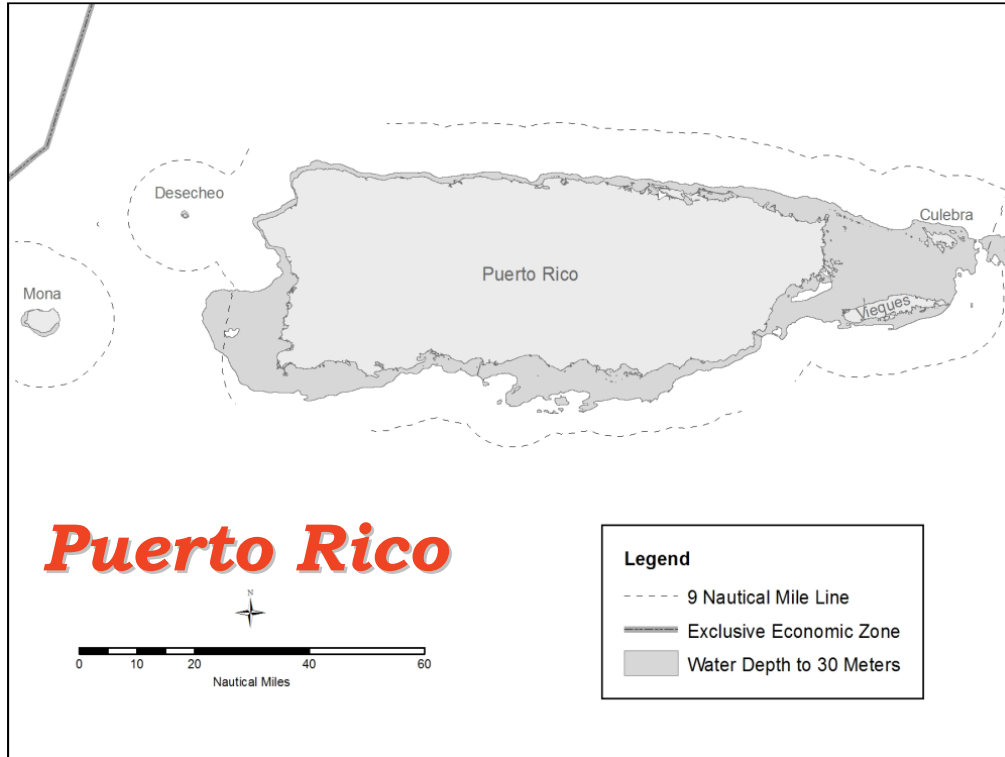 Desecheo
Culebra
Puerto Rico
Mona
Vieques
Puerto Rico
N
0 10 20 40 60
Nautical Miles
Legend
9 Nautical Mile Line
Exclusive Economic Zone
Water Depth to 30 Meters